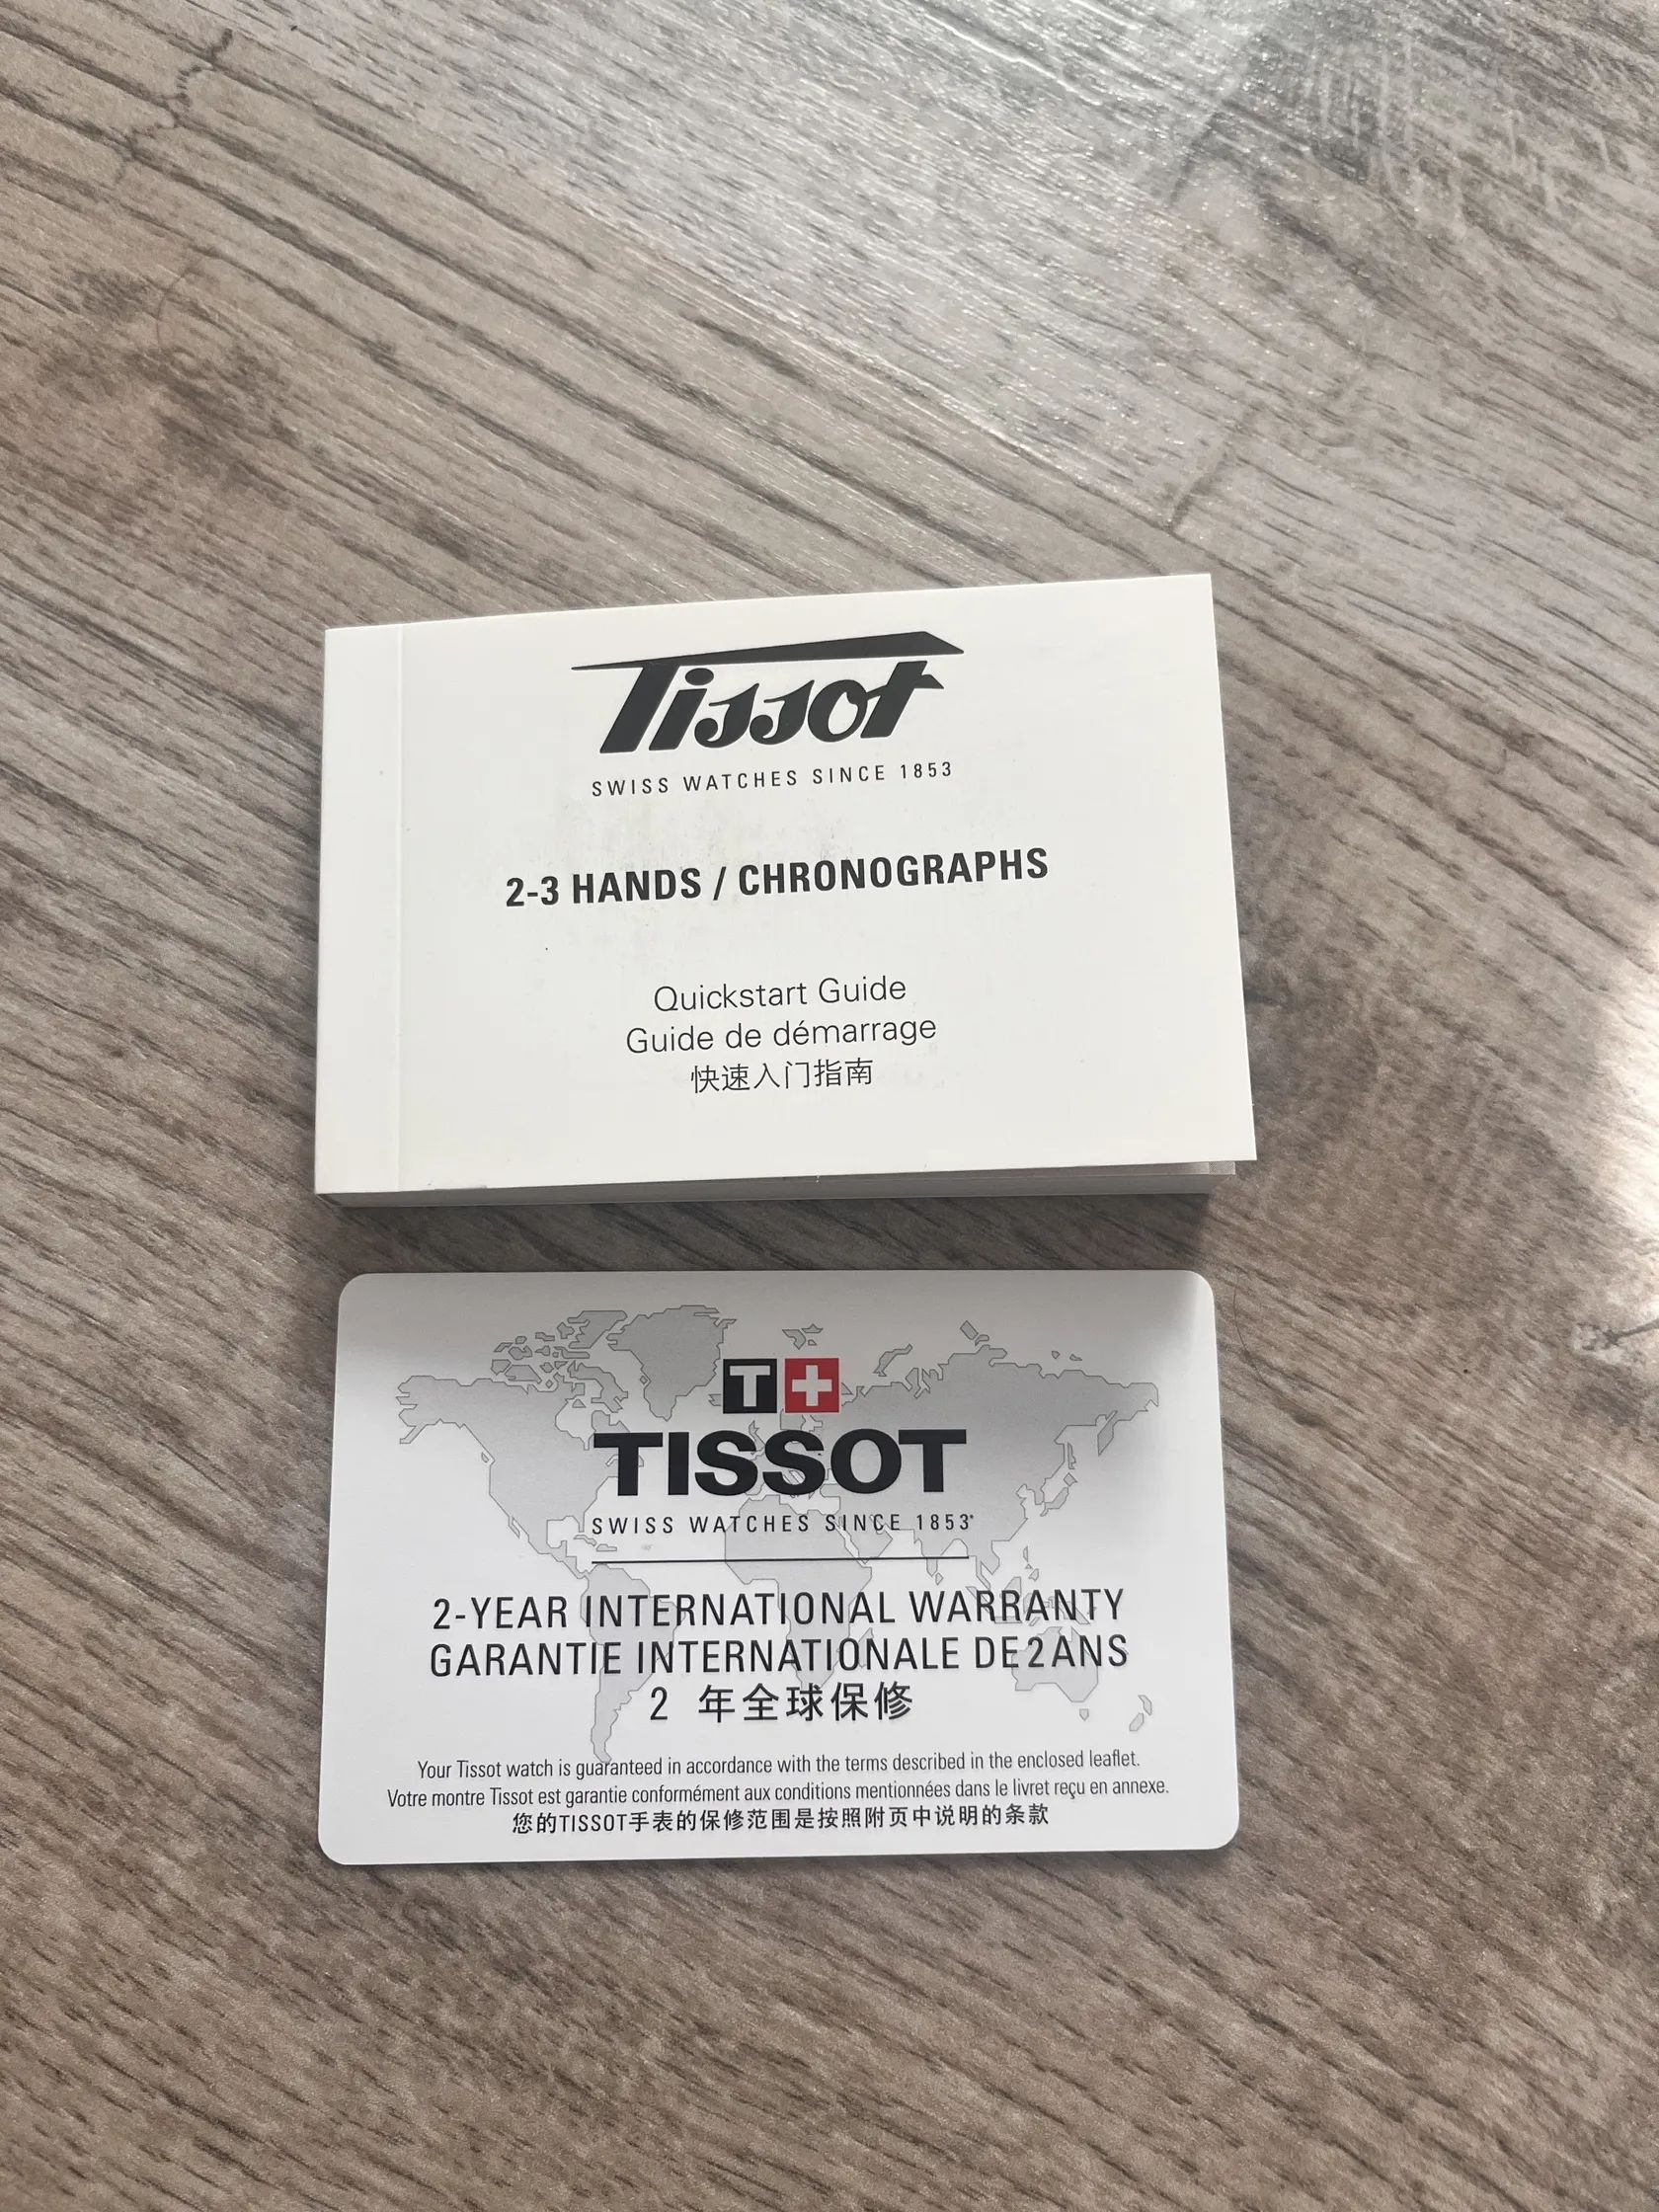 Tissot
SWISS WATCHES SINCE 1853
2-3 HANDS / CHRONOGRAPHS
Quickstart Guide
Guide de démarrage
快速入门指南
T+
TISSOT
SWISS WATCHES SINCE 1853*
2-YEAR INTERNATIONAL WARRANTY
GARANTIE INTERNATIONALE DE 2 ANS
2 年全球保修
Your Tissot watch is guaranteed in accordance with the terms described in the enclosed leaflet.
Votre montre Tissot est garantie conformément aux conditions mentionnées dans le livret reçu en annexe.
您的TISSOT手表的保修范围是按照附页中说明的条款